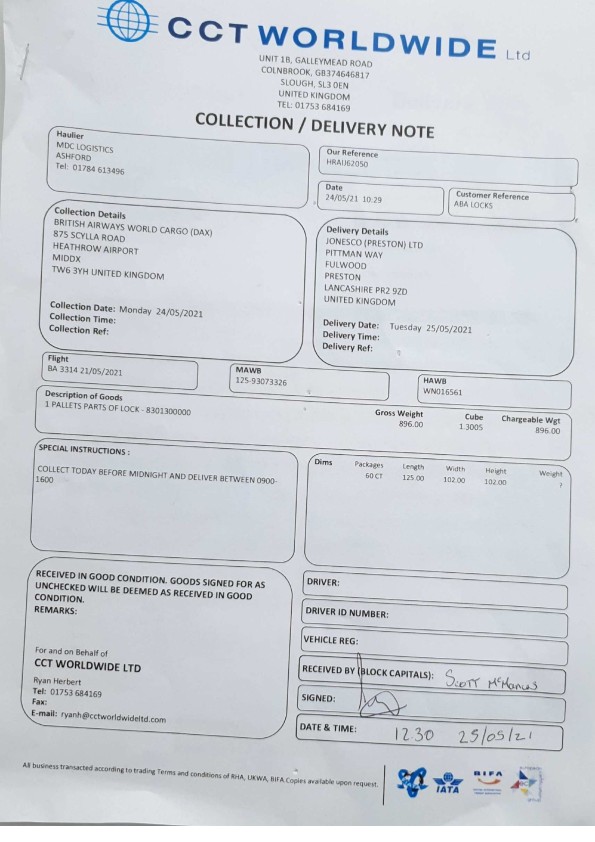 CCT WORLDWIDE Ltd
UNIT 1B, GALLEYMEAD ROAD
COLNBROOK, GB374646817
SLOUGH, SL3 0EN
UNITED KINGDOM
TEL: 01753 684169
COLLECTION / DELIVERY NOTE
Haulier
MDC LOGISTICS
ASHFORD
Tel: 01784 613496
Our Reference
HRAIJ62050
Date
24/05/21 10:29
Customer Reference
ABA LOCKS
Collection Details
BRITISH AIRWAYS WORLD CARGO (DAX)
875 SCYLLA ROAD
HEATHROW AIRPORT
MIDDX
TW6 3YH UNITED KINGDOM
Collection Date: Monday 24/05/2021
Collection Time:
Collection Ref:
Delivery Details
JONESCO (PRESTON) LTD
PITTMAN WAY
FULWOOD
PRESTON
LANCASHIRE PR2 9ZD
UNITED KINGDOM
Delivery Date: Tuesday 25/05/2021
Delivery Time:
Delivery Ref:
Flight
BA 3314 21/05/2021
MAWB
125-93073326
HAWB
WN016561
Description of Goods Gross Weight Cube Chargeable Wgt
1 PALLETS PARTS OF LOCK - 8301300000 896.00 1.3005 896.00
SPECIAL INSTRUCTIONS :
COLLECT TODAY BEFORE MIDNIGHT AND DELIVER BETWEEN 0900-
1600
Dims Packages Length Width Height Weight
60 CT 125.00 102.00 102.00
RECEIVED IN GOOD CONDITION. GOODS SIGNED FOR AS
UNCHECKED WILL BE DEEMED AS RECEIVED IN GOOD
CONDITION.
REMARKS:
For and on Behalf of
CCT WORLDWIDE LTD
Ryan Herbert
Tel: 01753 684169
Fax:
E-mail: ryanh@cctworldwideltd.com
DRIVER:
DRIVER ID NUMBER:
VEHICLE REG:
RECEIVED BY (BLOCK CAPITALS): Scott McManus
SIGNED:
DATE & TIME: 12.30 25/05/21
All business transacted according to trading Terms and conditions of RHA, UKWA, BIFA Copies available upon request.
IATA
BIFA